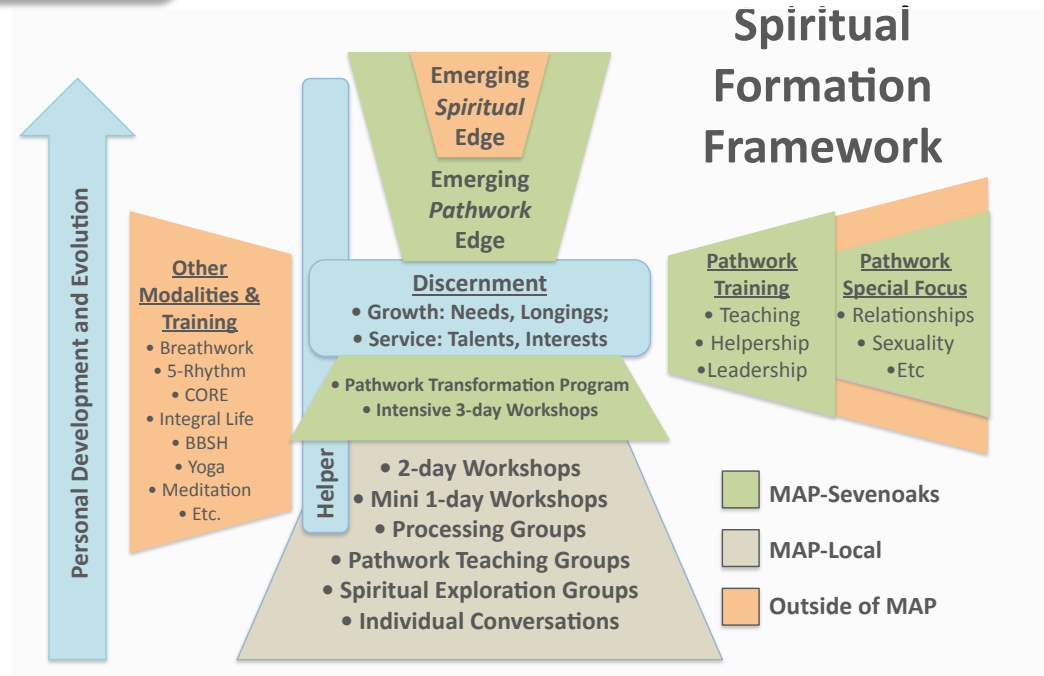 Spiritual
Formation
Framework
Emerging
Spiritual
Edge
Emerging
Pathwork
Edge
Personal Development and Evolution
Other
Modalities &
Training
• Breathwork
• 5-Rhythm
• CORE
• Integral Life
• BBSH
• Yoga
• Meditation
• Etc.
Helper
Discernment
• Growth: Needs, Longings;
• Service: Talents, Interests
• Pathwork Transformation Program
• Intensive 3-day Workshops
• 2-day Workshops
• Mini 1-day Workshops
• Processing Groups
• Pathwork Teaching Groups
• Spiritual Exploration Groups
• Individual Conversations
Pathwork
Training
• Teaching
• Helpership
•Leadership
Pathwork
Special Focus
• Relationships
• Sexuality
•Etc
MAP-Sevenoaks
MAP-Local
Outside of MAP